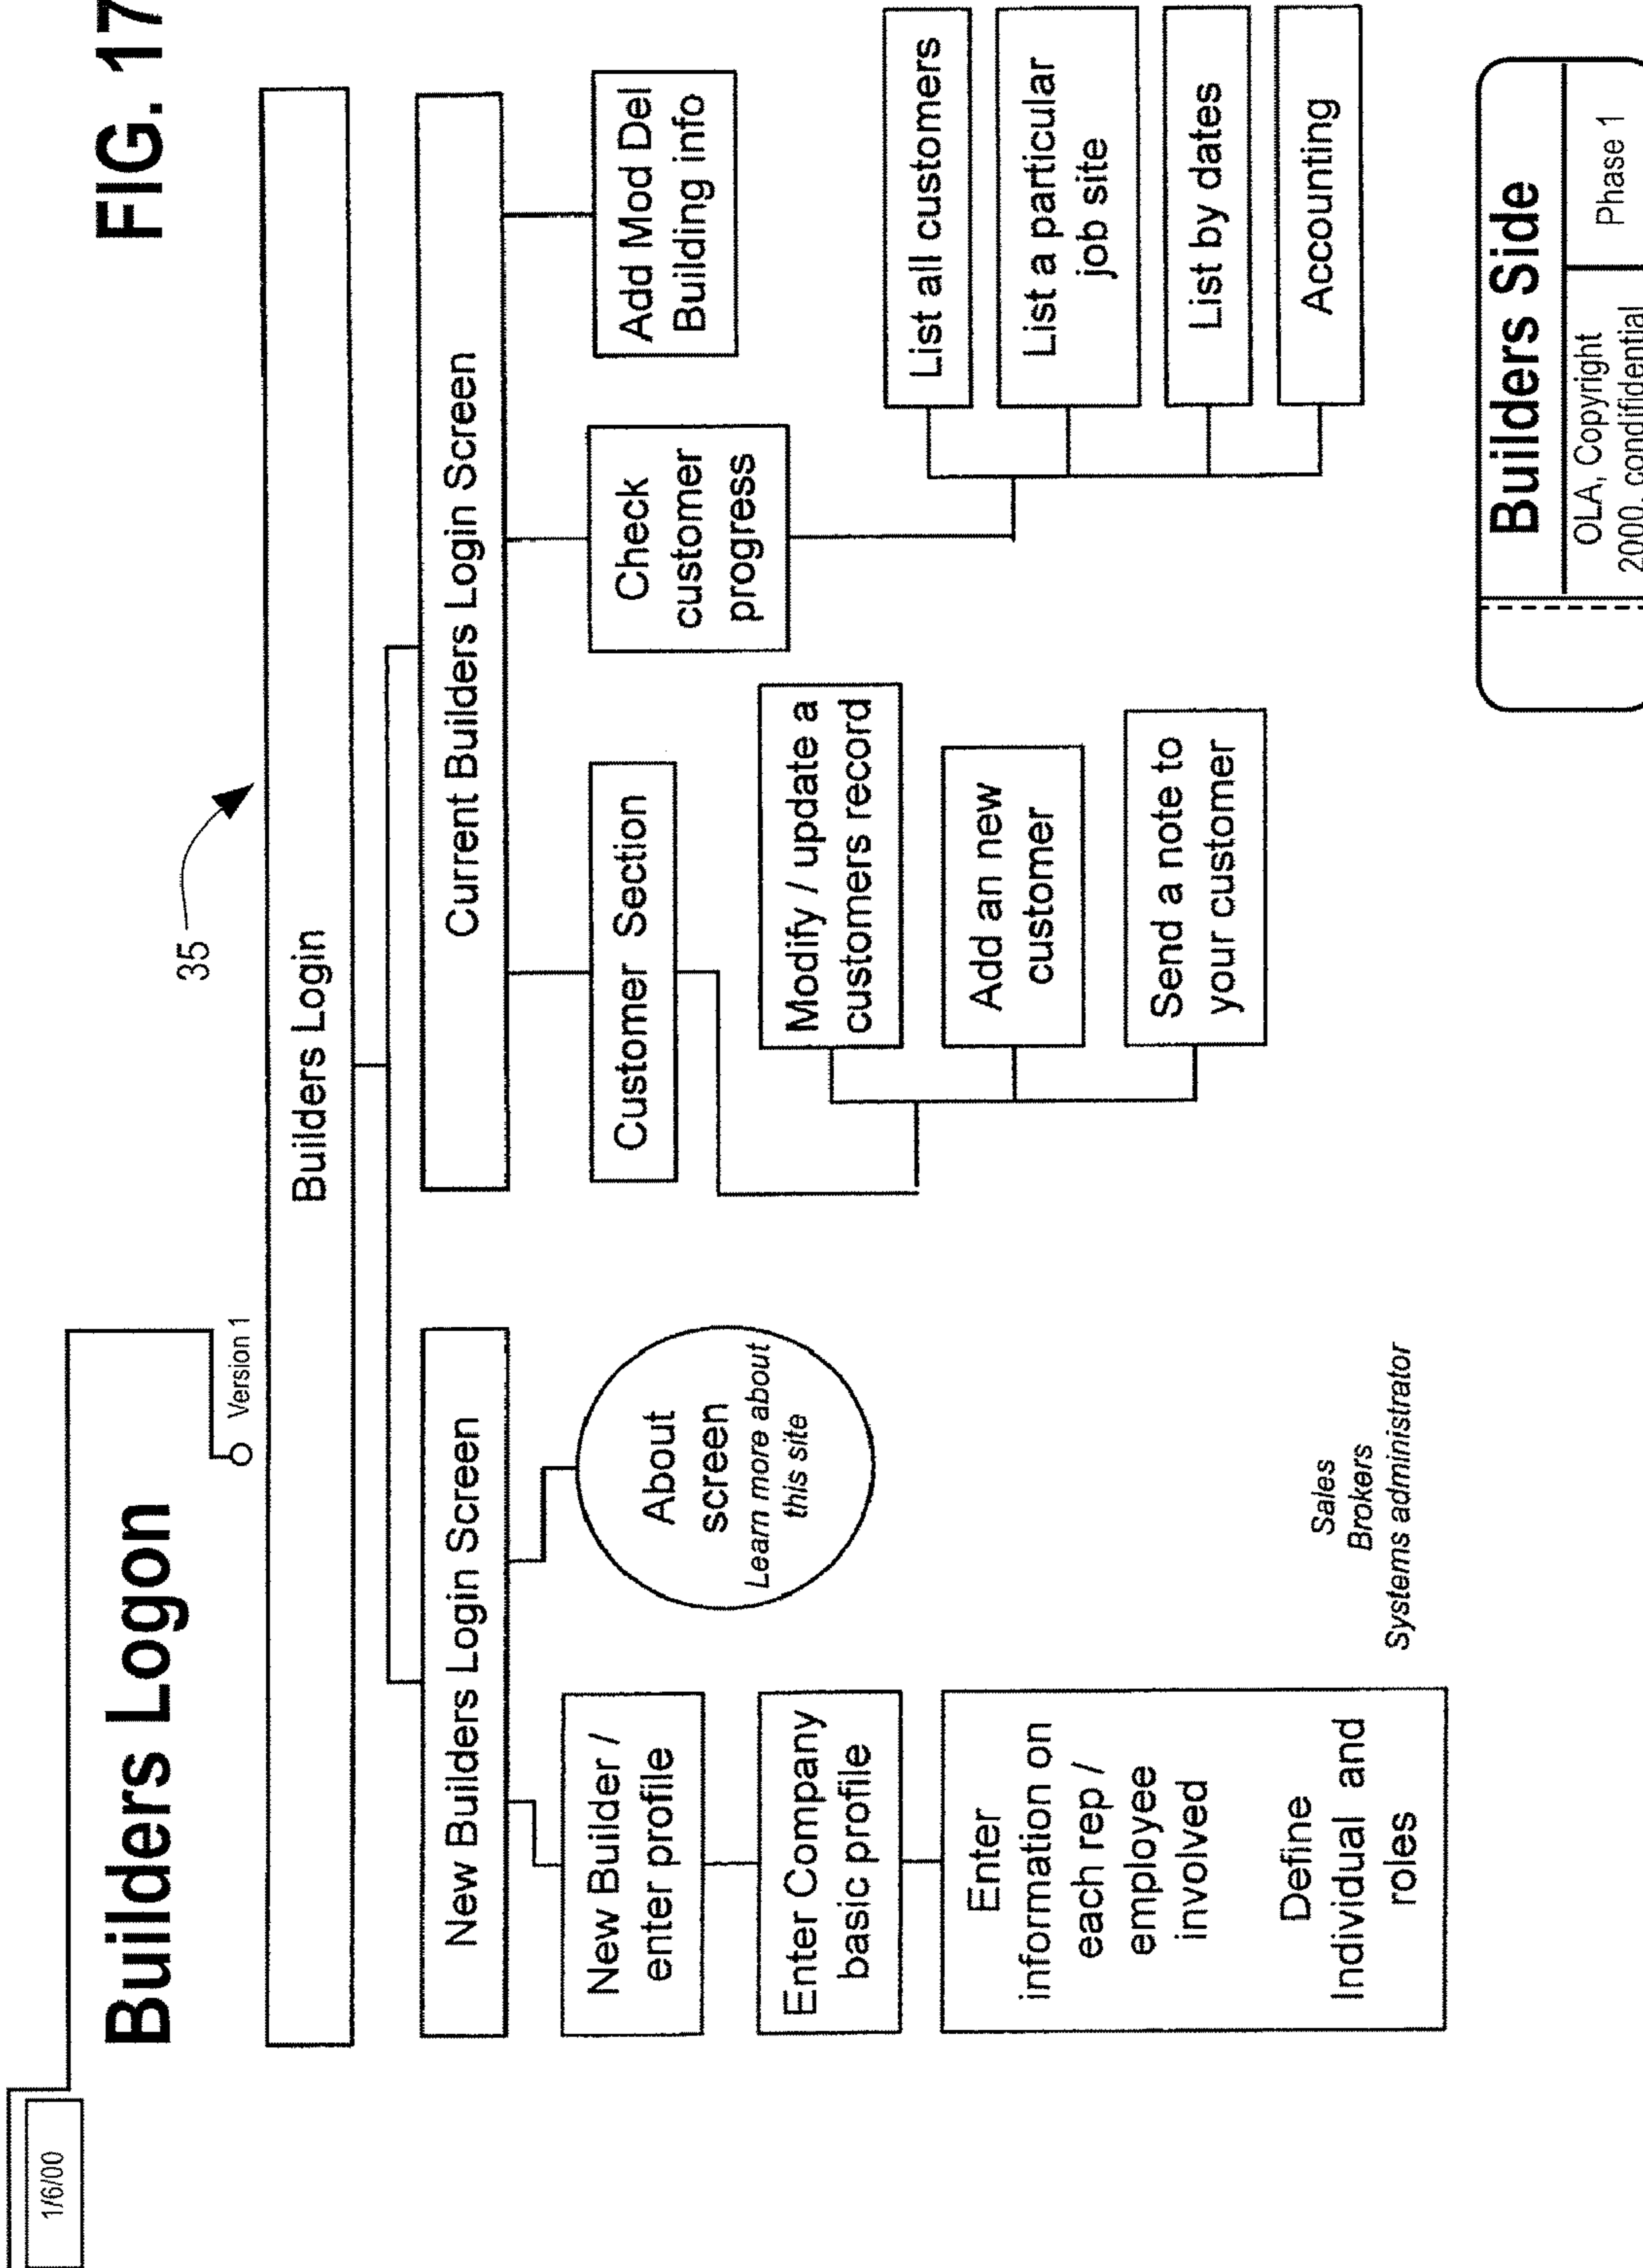 1/6/00
Builders Logon
Version 1
FIG. 17
35
Builders Login
New Builders Login Screen
Current Builders Login Screen
New Builder /
enter profile
About
screen
Learn more about
this site
Customer Section
Check
customer
progress
Add Mod Del
Building info
Enter Company
basic profile
Modify / update a
customers record
Add an new
customer
Send a note to
your customer
List all customers
List a particular
job site
List by dates
Accounting
Enter
information on
each rep /
employee
involved
Define
Individual and
roles
Sales
Brokers
Systems administrator
Builders Side
OLA, Copyright
2000, condifidential
Phase 1